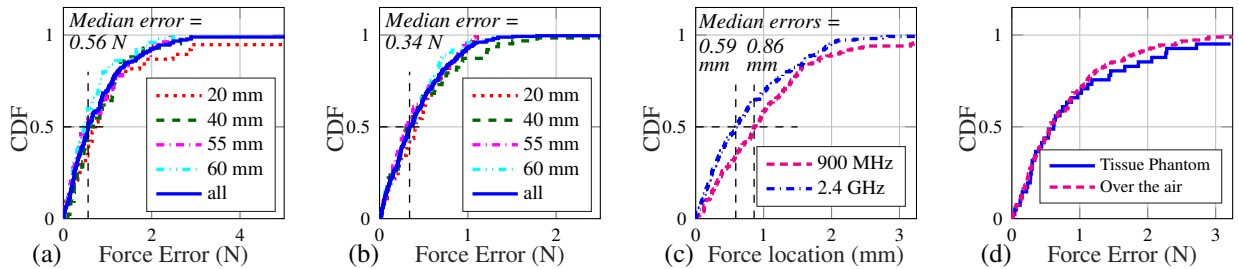 Median error =
0.56 N
1
0.5
0
CDF
20 mm
40 mm
55 mm
60 mm
all
0
2
4
(a)
Force Error (N)
Median Error =
0.34 N
1
0.5
0
CDF
20 mm
40 mm
55 mm
60 mm
all
0
1
2
(b)
Force Error (N)
Median errors =
0.59
mm
0.86
mm
1
0.5
0
CDF
900 MHz
2.4 GHz
0
1
2
3
(c)
Force location (mm)
1
0.5
0
CDF
Tissue Phantom
Over the air
0
1
2
3
(d)
Force Error (N)